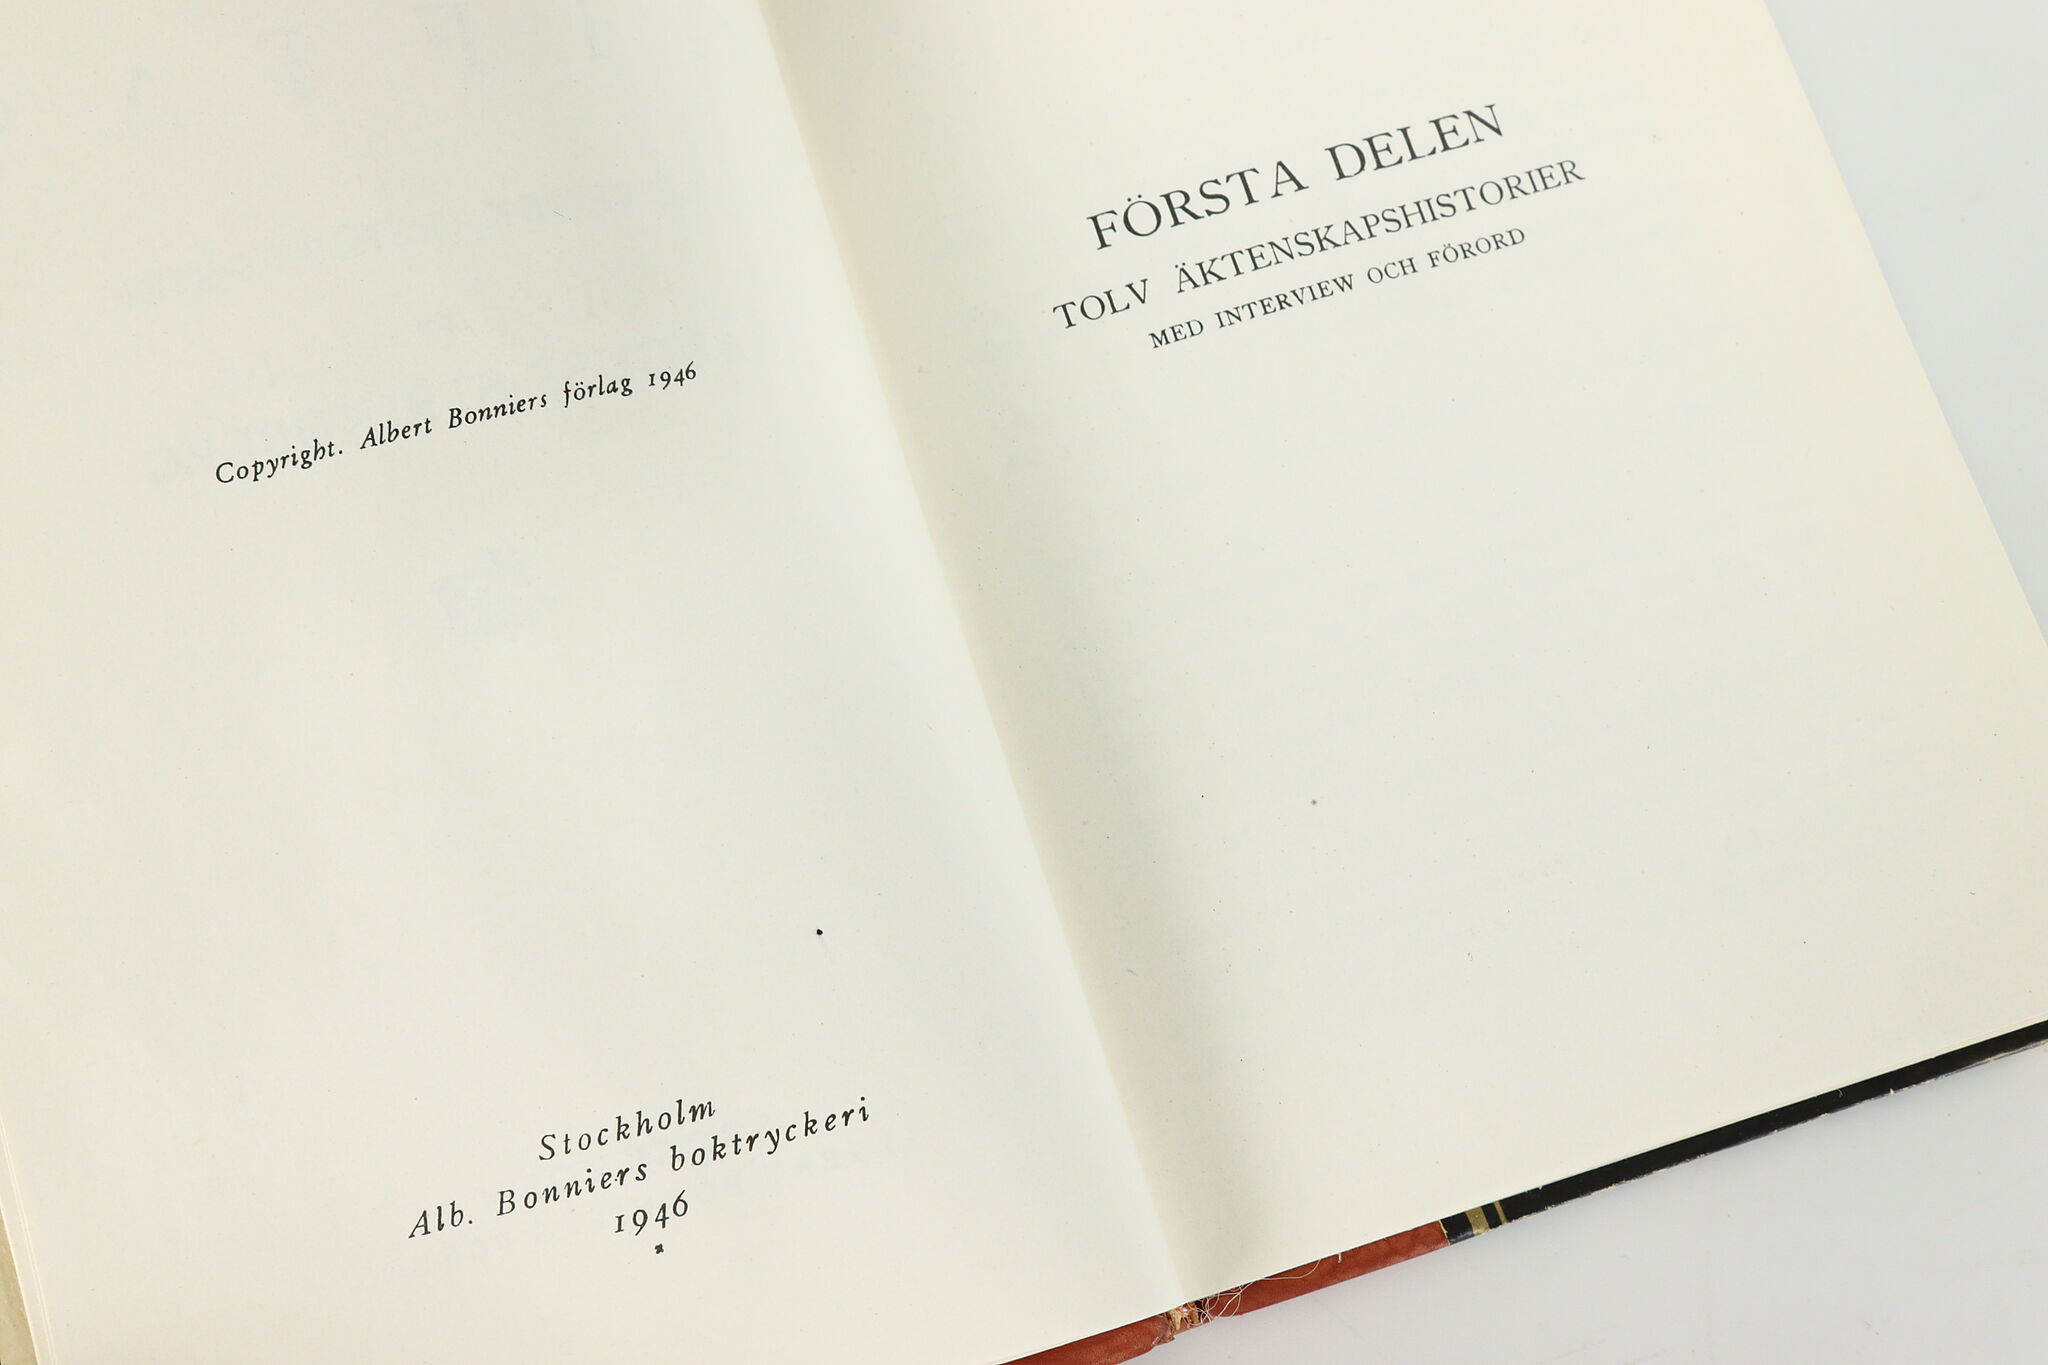 Copyright. Albert Bonniers förlag 1946
Stockholm
Alb. Bonniers boktryckeri
1946
FÖRSTA DELEN
TOLV ÄKTENSKAPSHISTORIER
MED INTERVIEW OCH FÖRORD